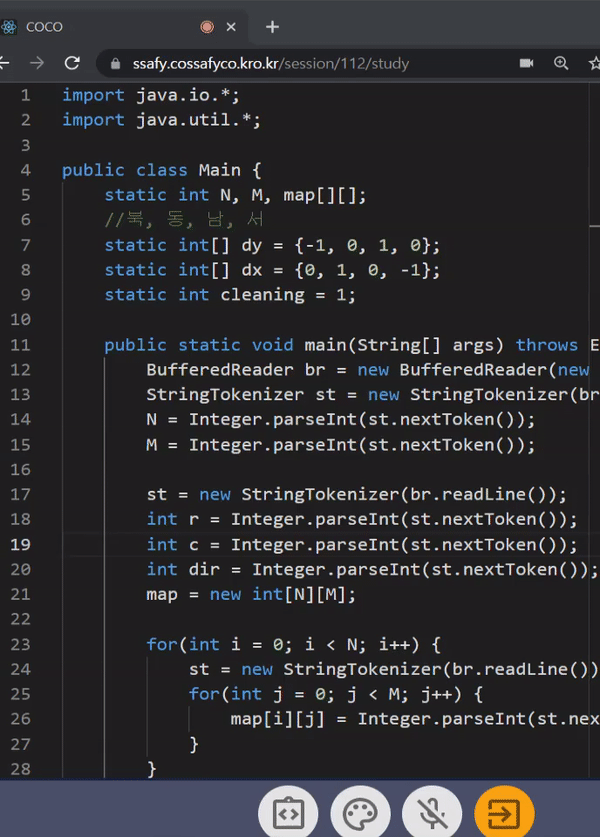 COCO
ssafy.cossafyco.kro.kr/session/112/study
1 import java.io.*;
2 import java.util.*;
3
4 public class Main {
5 static int N, M, map[][];
6 //북, 동, 남, 서
7 static int[] dy = {-1, 0, 1, 0};
8 static int[] dx = {0, 1, 0, -1};
9 static int cleaning = 1;
10
11 public static void main(String[] args) throws E
12 BufferedReader br = new BufferedReader(new
13 StringTokenizer st = new StringTokenizer(br
14 N = Integer.parseInt(st.nextToken());
15 M = Integer.parseInt(st.nextToken());
16
17 st = new StringTokenizer(br.readLine());
18 int r = Integer.parseInt(st.nextToken());
19 int c = Integer.parseInt(st.nextToken());
20 int dir = Integer.parseInt(st.nextToken());
21 map = new int[N][M];
22
23 for(int i = 0; i < N; i++) {
24 st = new StringTokenizer(br.readLine())
25 for(int j = 0; j < M; j++) {
26 map[i][j] = Integer.parseInt(st.nex
27 }
28 }